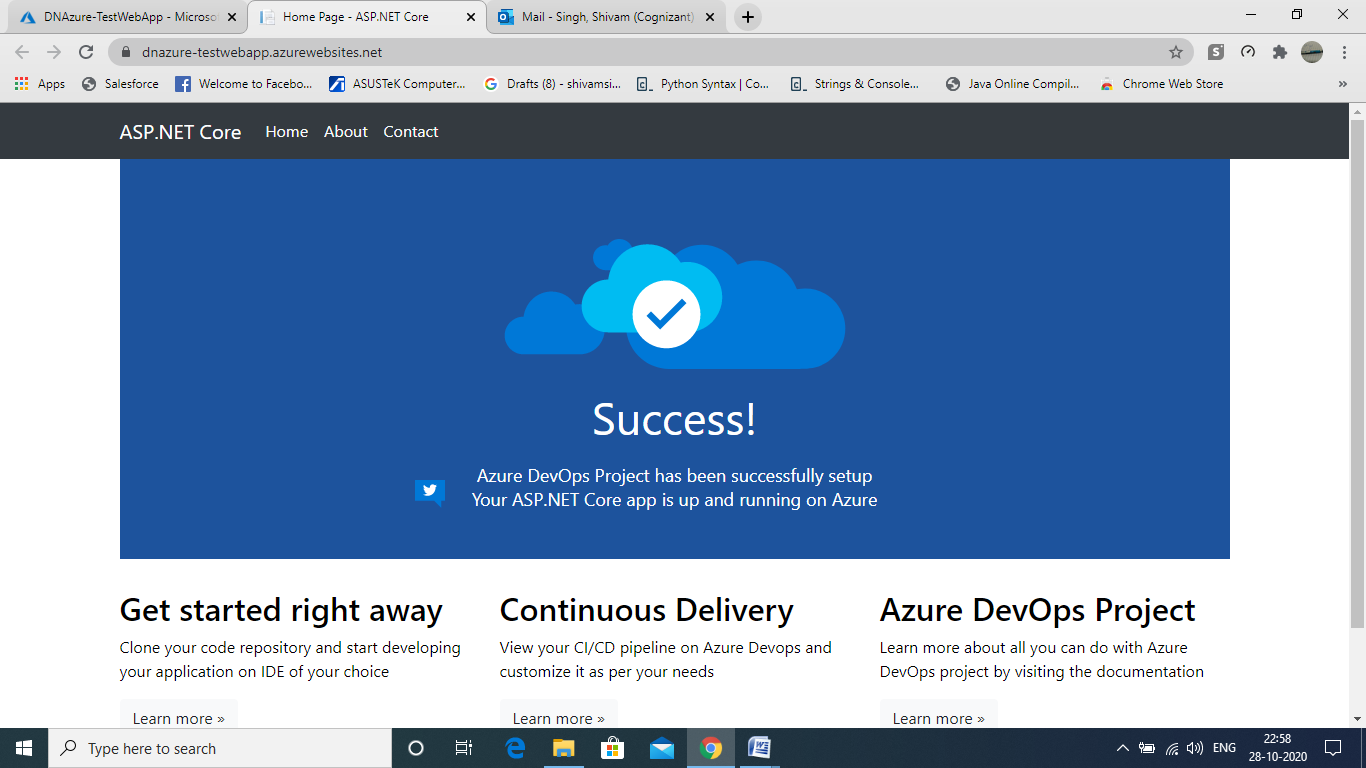 DNAzure-TestWebApp - Microsof
Home Page - ASP.NET Core
Mail - Singh, Shivam (Cognizant)
dnazure-testwebapp.azurewebsites.net
Apps
Salesforce
Welcome to Facebo...
ASUSTeK Computer...
Drafts (8) - shivamsi...
Python Syntax | Co...
Strings & Console...
Java Online Compil...
Chrome Web Store
»
ASP.NET Core
Home
About
Contact
Success!
Azure DevOps Project has been successfully setup
Your ASP.NET Core app is up and running on Azure
Get started right away
Clone your code repository and start developing
your application on IDE of your choice
Learn more »
Continuous Delivery
View your CI/CD pipeline on Azure Devops and
customize it as per your needs
Learn more »
Azure DevOps Project
Learn more about all you can do with Azure
DevOps project by visiting the documentation
Learn more »
Type here to search
ENG
22:58
28-10-2020